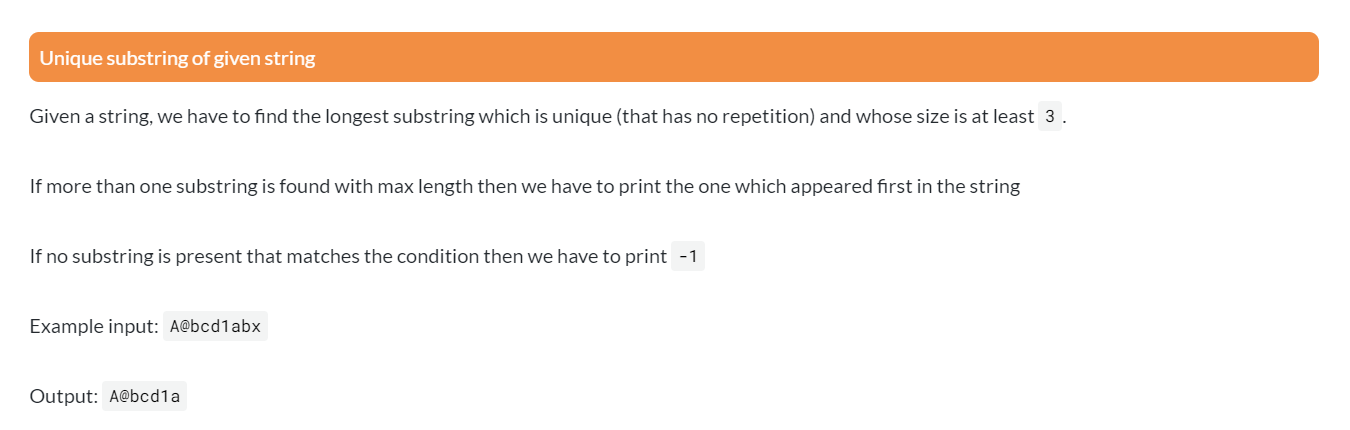 Unique substring of given string
Given a string, we have to find the longest substring which is unique (that has no repetition) and whose size is at least 3 .
If more than one substring is found with max length then we have to print the one which appeared first in the string
If no substring is present that matches the condition then we have to print -1
Example input: A@bcd1abx
Output: A@bcd1a